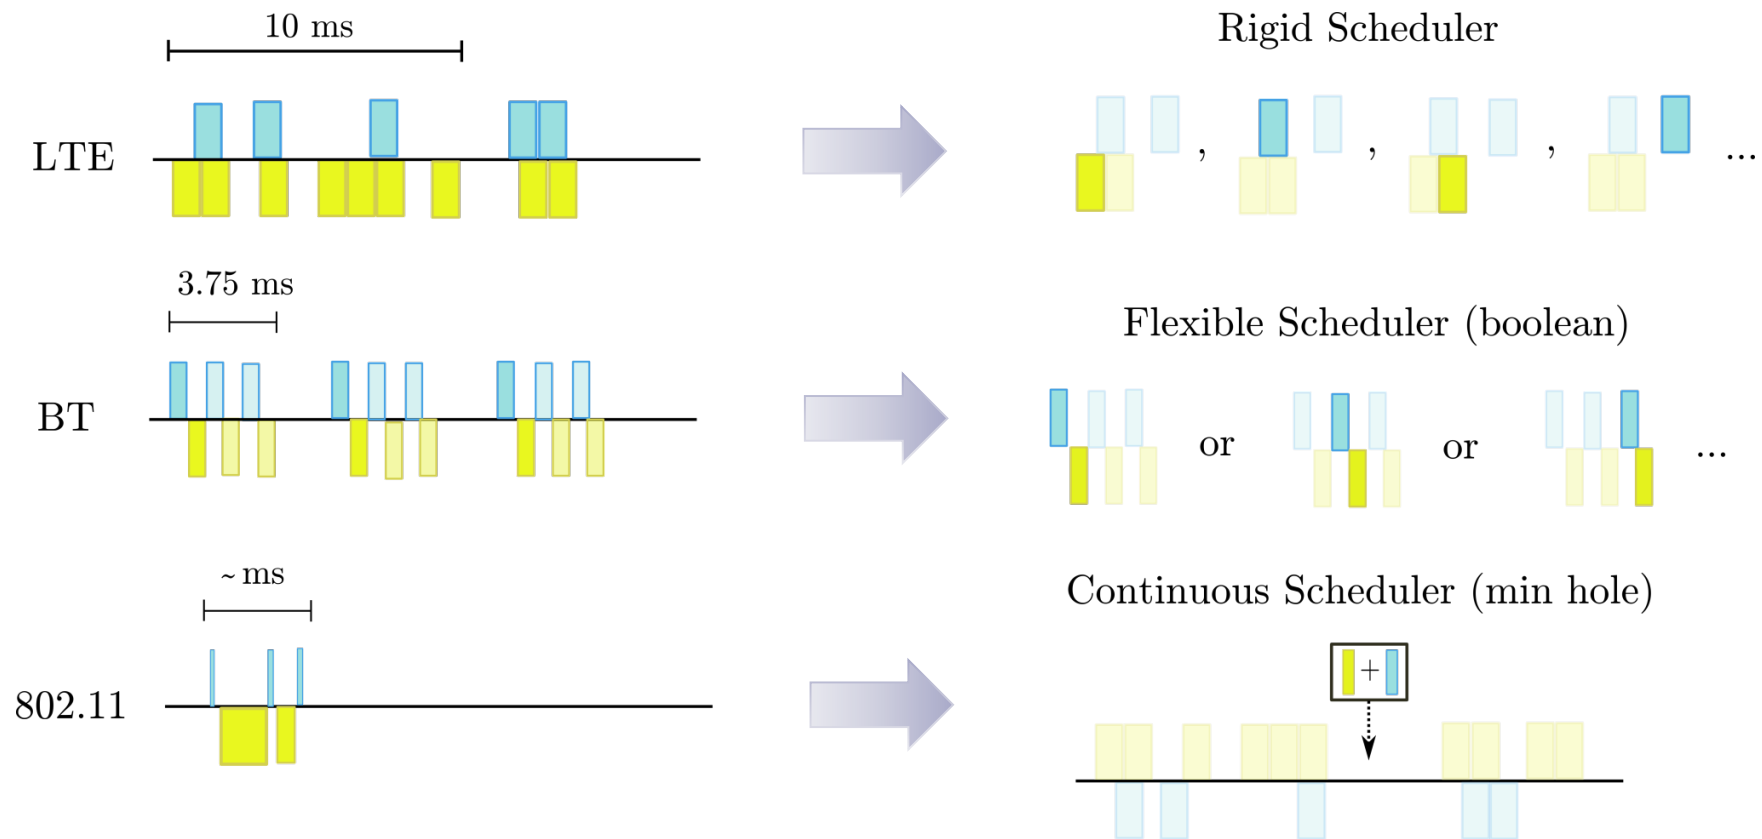 10 ms
Rigid Scheduler
LTE
, , , ...
3.75 ms
Flexible Scheduler (boolean)
BT
or or ...
~ ms
Continuous Scheduler (min hole)
+
802.11